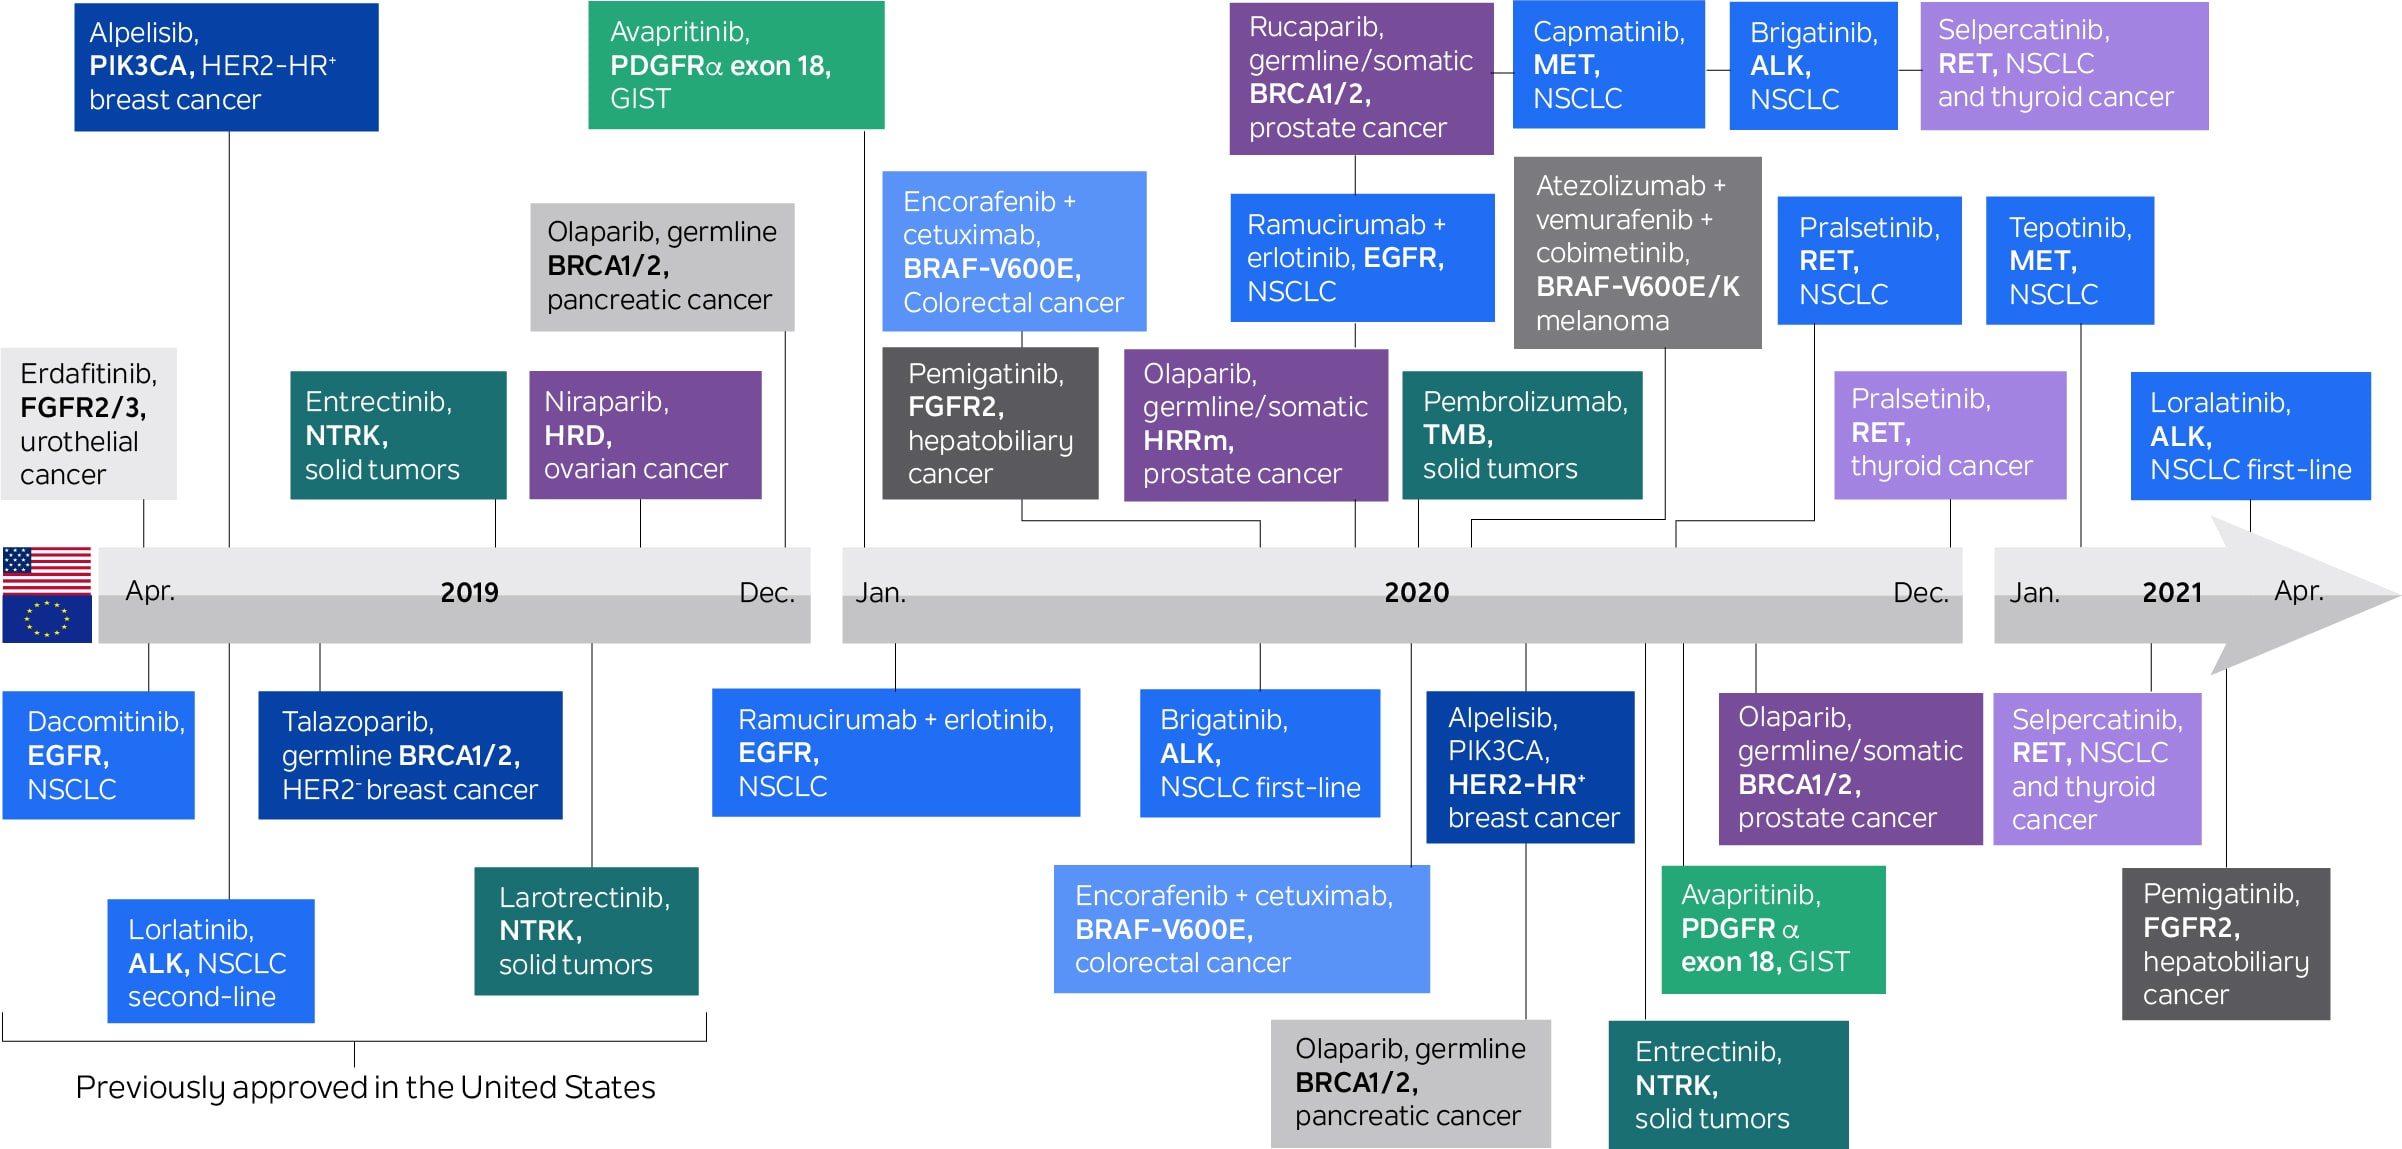 Alpelisib,
PIK3CA, HER2-HR⁺
breast cancer
Avapritinib,
PDGFRα exon 18,
GIST
Rucaparib,
germline/somatic
BRCA1/2,
prostate cancer
Capmatinib,
MET,
NSCLC
Brigatinib,
ALK,
NSCLC
Selpercatinib,
RET, NSCLC
and thyroid cancer
Olaparib, germline
BRCA1/2,
pancreatic cancer
Encorafenib +
cetuximab,
BRAF-V600E,
Colorectal cancer
Ramucirumab +
erlotinib, EGFR,
NSCLC
Atezolizumab +
vemurafenib +
cobimetinib,
BRAF-V600E/K
melanoma
Pralsetinib,
RET,
NSCLC
Tepotinib,
MET,
NSCLC
Erdafitinib,
FGFR2/3,
urothelial
cancer
Entrectinib,
NTRK,
solid tumors
Niraparib,
HRD,
ovarian cancer
Pemigatinib,
FGFR2,
hepatobiliary
cancer
Olaparib,
germline/somatic
HRRm,
prostate cancer
Pembrolizumab,
TMB,
solid tumors
Pralsetinib,
RET,
thyroid cancer
Loralatinib,
ALK,
NSCLC first-line
Apr. 2019 Dec. Jan. 2020 Dec. Jan. 2021 Apr.
Dacomitinib,
EGFR,
NSCLC
Talazoparib,
germline BRCA1/2,
HER2⁻ breast cancer
Ramucirumab + erlotinib,
EGFR,
NSCLC
Brigatinib,
ALK,
NSCLC first-line
Alpelisib,
PIK3CA,
HER2-HR⁺
breast cancer
Olaparib,
germline/somatic
BRCA1/2,
prostate cancer
Selpercatinib,
RET, NSCLC
and thyroid
cancer
Lorlatinib,
ALK, NSCLC
second-line
Larotrectinib,
NTRK,
solid tumors
Encorafenib + cetuximab,
BRAF-V600E,
colorectal cancer
Avapritinib,
PDGFR α
exon 18, GIST
Pemigatinib,
FGFR2,
hepatobiliary
cancer
Olaparib, germline
BRCA1/2,
pancreatic cancer
Entrectinib,
NTRK,
solid tumors
Previously approved in the United States